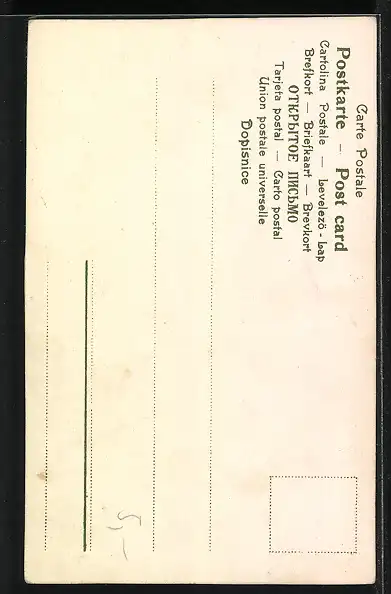 Carte Postale
Postkarte — Post card
Cartolina Postale — Levelező-Lap
Brefkort — Briefkaart — Brevkort
ОТКРЫТОЕ ПИСЬМО
Tarjeta postal — Carto postal
Union postale universelle
Dopisnice
5,—